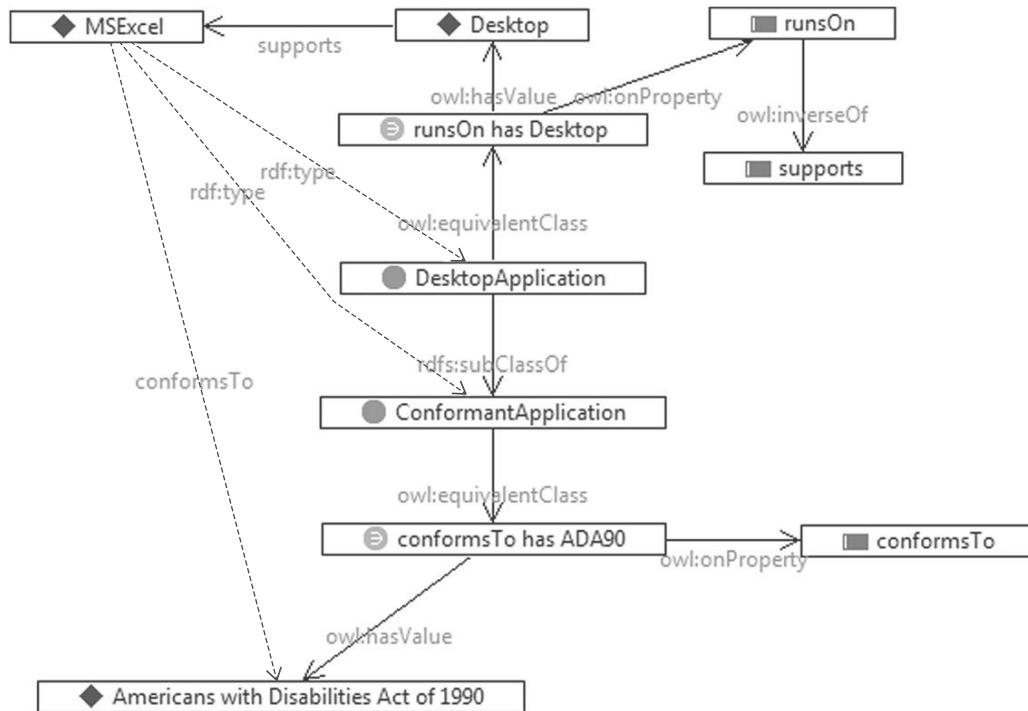 MSExcel
Desktop
runsOn
supports
owl:hasValue
owl:onProperty
owl:inverseOf
runsOn has Desktop
supports
rdf:type
rdf:type
owl:equivalentClass
DesktopApplication
rdfs:subClassOf
conformsTo
ConformantApplication
owl:equivalentClass
conformsTo has ADA90
conformsTo
owl:onProperty
owl:hasValue
Americans with Disabilities Act of 1990